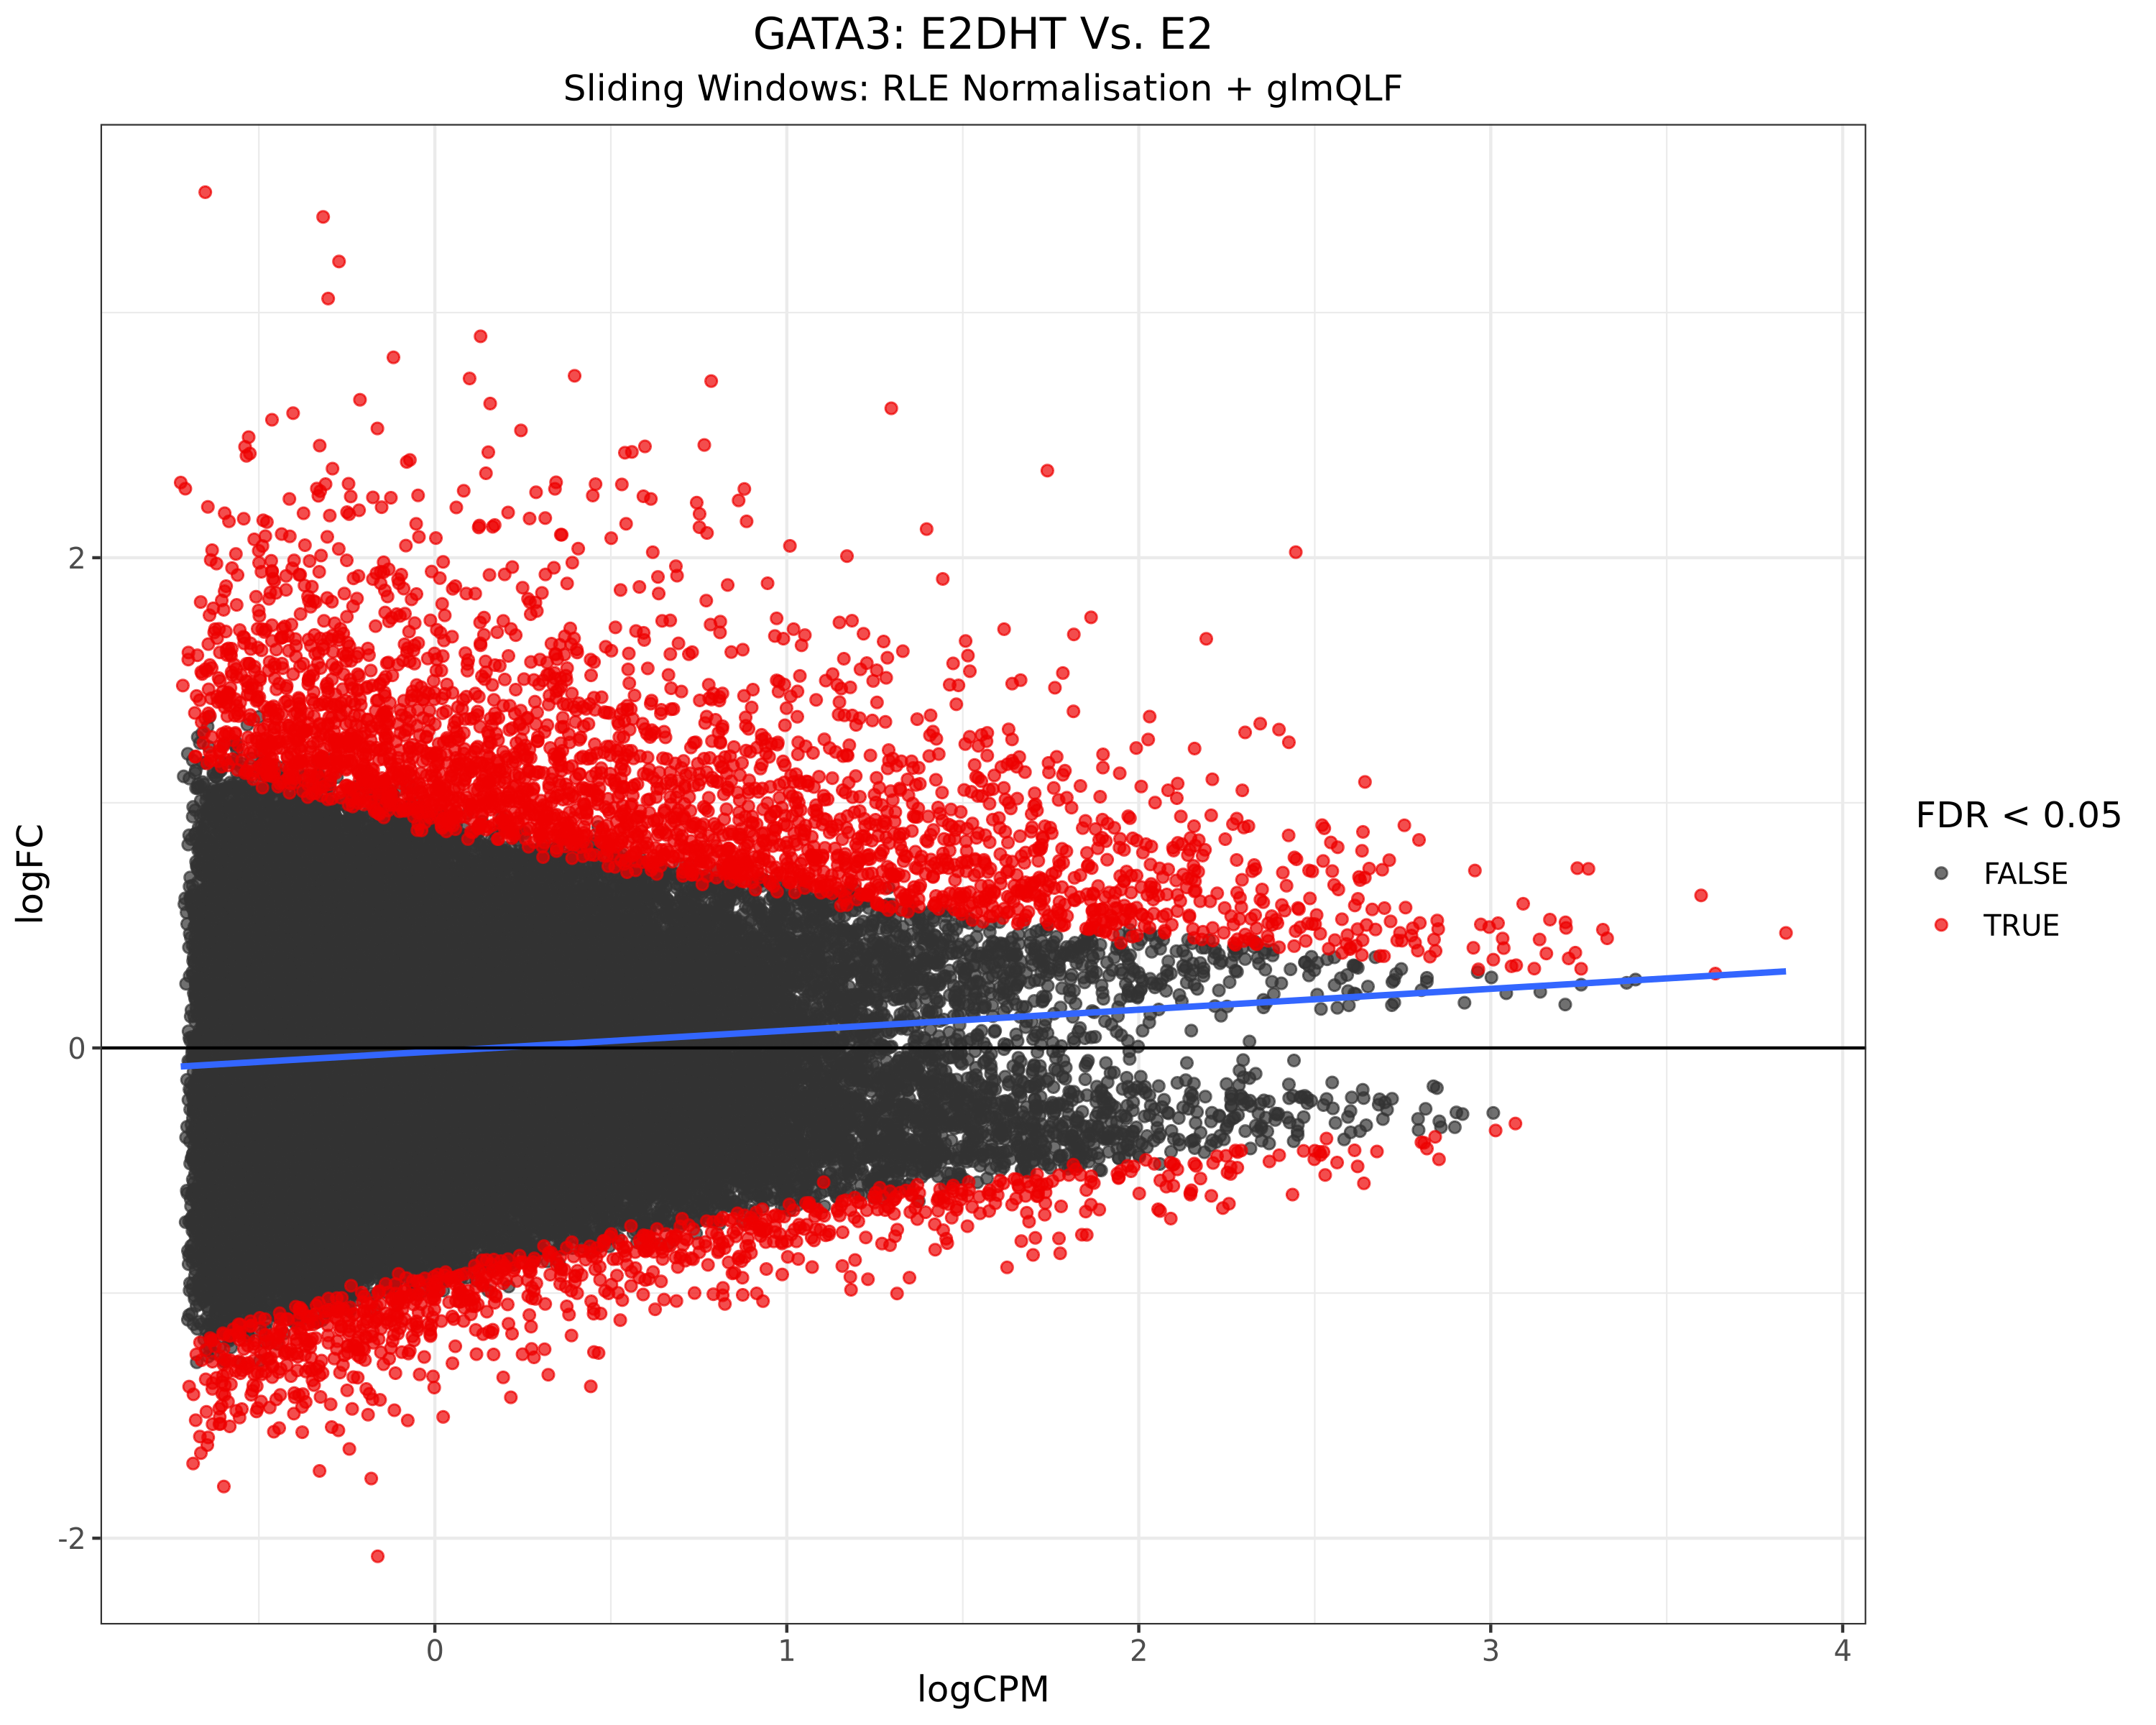 GATA3: E2DHT Vs. E2
Sliding Windows: RLE Normalisation + glmQLF
logFC
2
0
-2
0
1
2
3
4
logCPM
FDR < 0.05
FALSE
TRUE